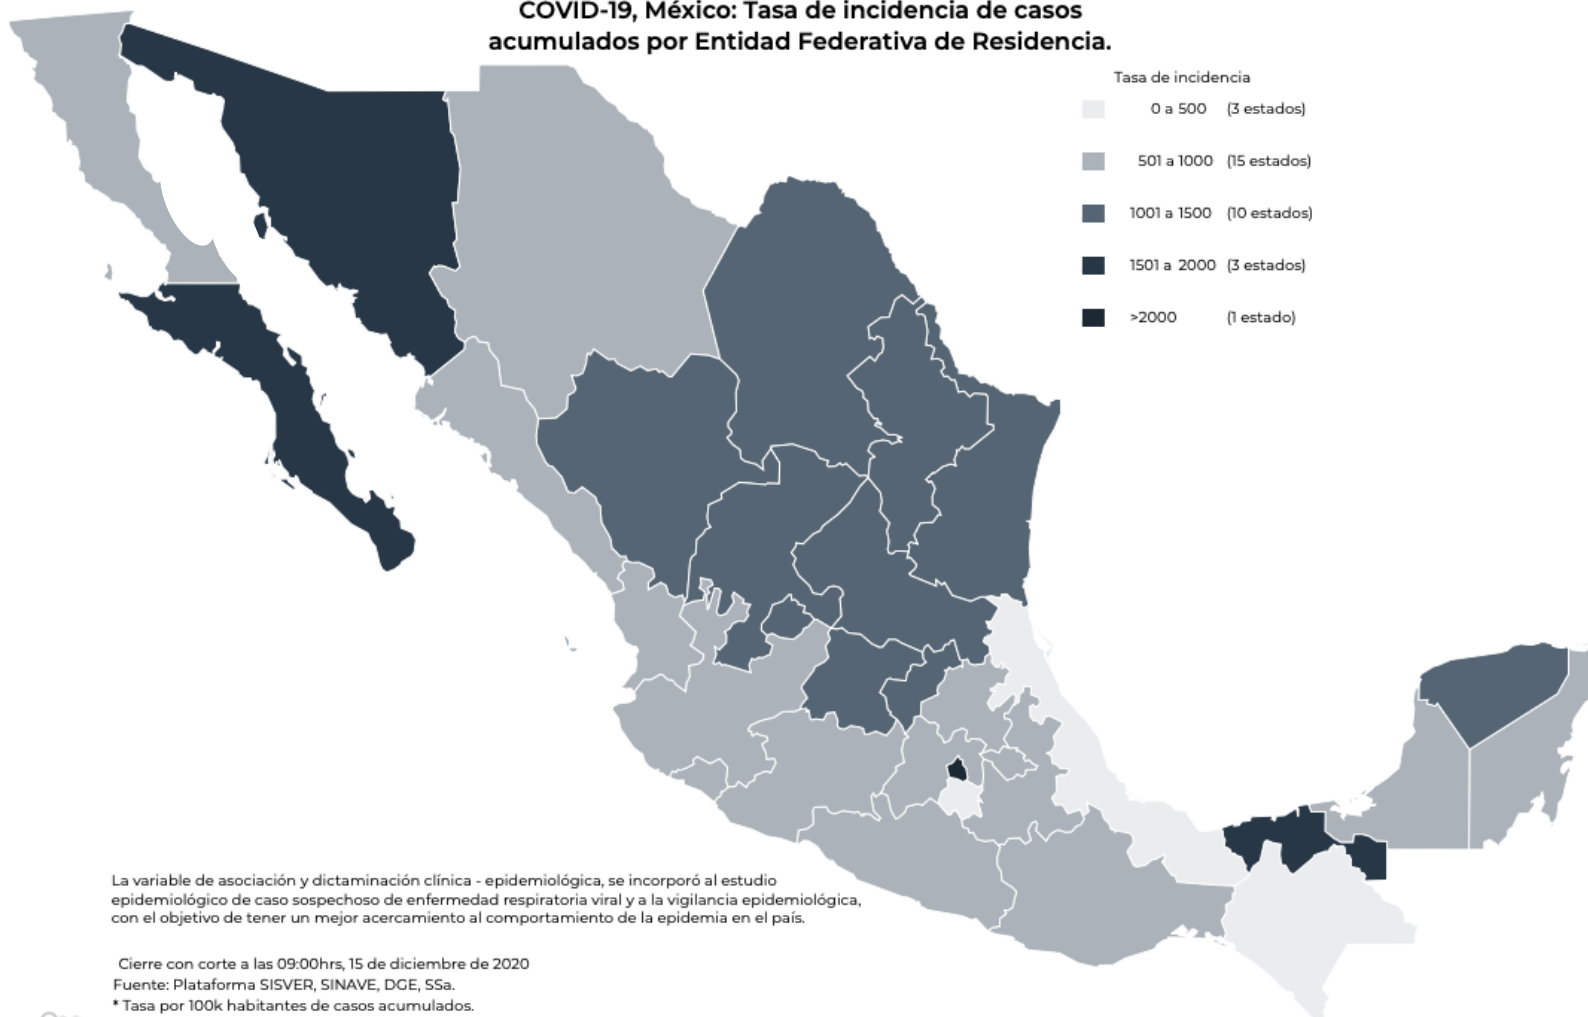 COVID-19, México: Tasa de incidencia de casos
acumulados por Entidad Federativa de Residencia.
Tasa de incidencia
0 a 500 (3 estados)
501 a 1000 (15 estados)
1001 a 1500 (10 estados)
1501 a 2000 (3 estados)
>2000 (1 estado)
La variable de asociación y dictaminación clínica - epidemiológica, se incorporó al estudio
epidemiológico de caso sospechoso de enfermedad respiratoria viral y a la vigilancia epidemiológica,
con el objetivo de tener un mejor acercamiento al comportamiento de la epidemia en el país.
Cierre con corte a las 09:00hrs, 15 de diciembre de 2020
Fuente: Plataforma SISVER, SINAVE, DGE, SSa.
* Tasa por 100k habitantes de casos acumulados.